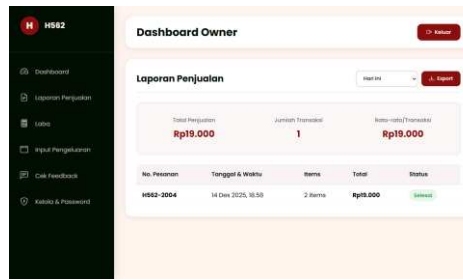 H H562
Dashboard Owner
Keluar
Dashboard
Laporan Penjualan
Laba
Input Pengeluaran
Cek Feedback
Kelola & Password
Laporan Penjualan
Hari Ini
Export
Total Penjualan
Jumlah Transaksi
Rata-rata/Transaksi
Rp19.000
1
Rp19.000
No. Pesanan Tanggal & Waktu Items Total Status
H562-2004 14 Des 2025, 16.58 2 items Rp19.000 Selesai